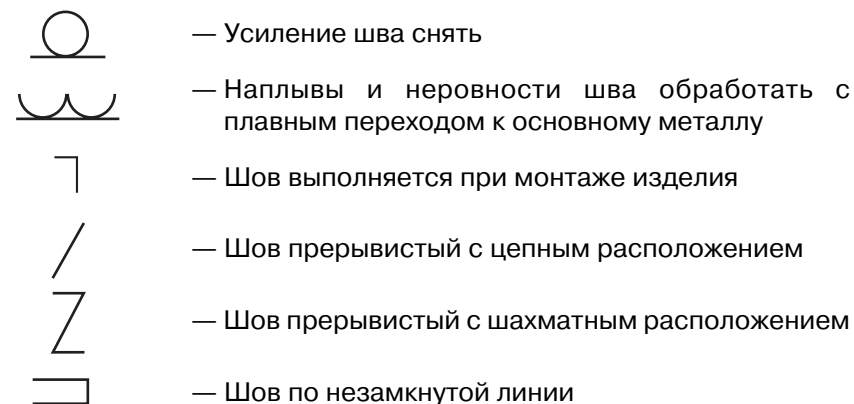 — Усиление шва снять
— Наплывы и неровности шва обработать с
плавным переходом к основному металлу
— Шов выполняется при монтаже изделия
— Шов прерывистый с цепным расположением
— Шов прерывистый с шахматным расположением
— Шов по незамкнутой линии